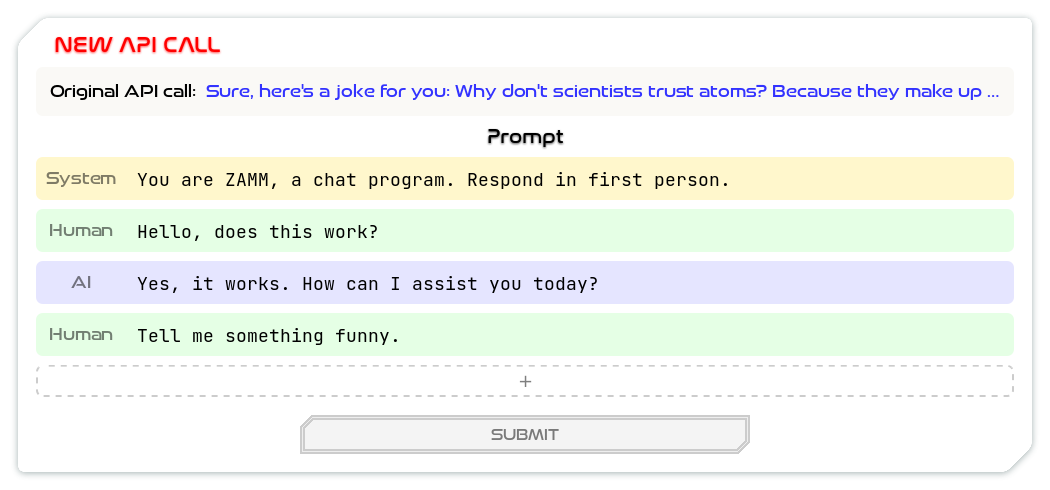 NEW API CALL
Original API call: Sure, here's a joke for you: Why don't scientists trust atoms? Because they make up ...
Prompt
System You are ZAMM, a chat program. Respond in first person.
Human Hello, does this work?
AI Yes, it works. How can I assist you today?
Human Tell me something funny.
+
SUBMIT